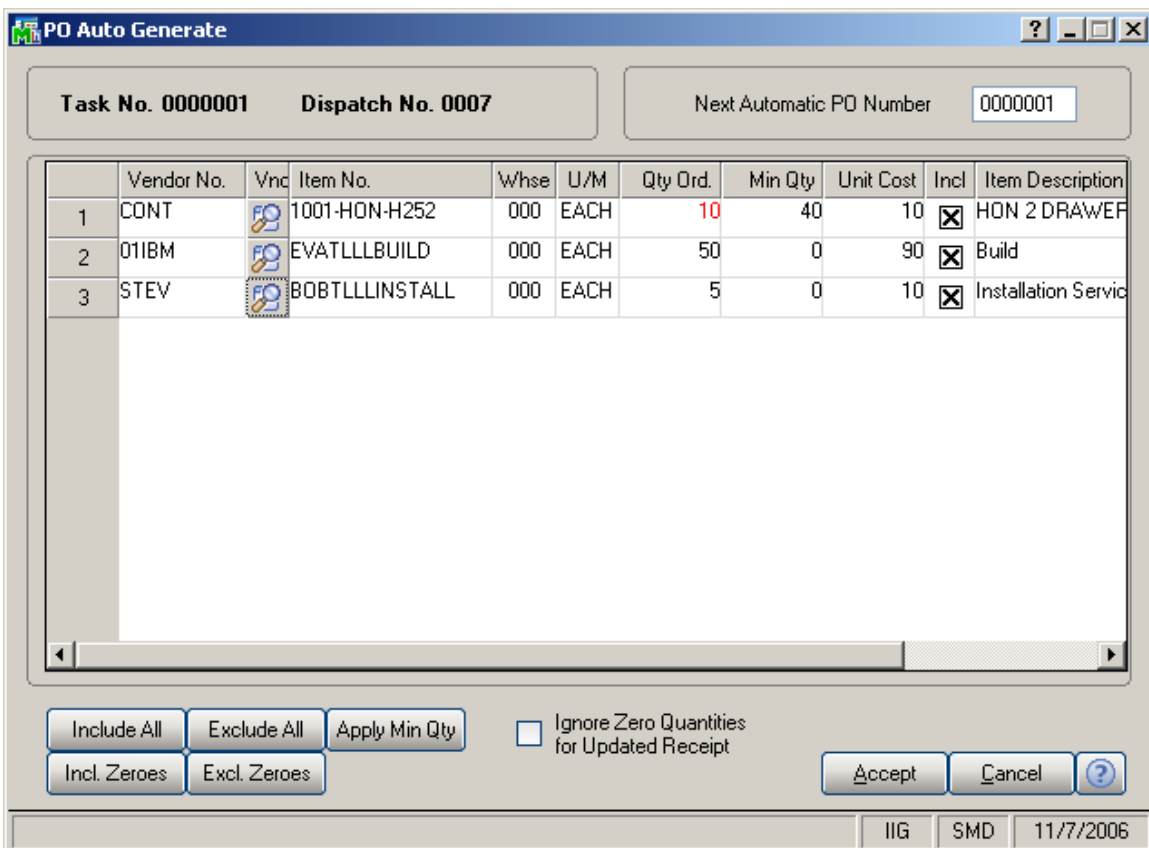 PO Auto Generate
Task No. 0000001 Dispatch No. 0007
Next Automatic PO Number 0000001
Vendor No. Vnd Item No. Whse U/M Qty Ord. Min Qty Unit Cost Incl Item Description
1 CONT 1001-HON-H252 000 EACH 10 40 10 HON 2 DRAWER
2 01IBM EVATLLLBUILD 000 EACH 50 0 90 Build
3 STEV BOBTLLLINSTALL 000 EACH 5 0 10 Installation Servic
Include All Exclude All Apply Min Qty
Ignore Zero Quantities
for Updated Receipt
Incl. Zeroes Excl. Zeroes
Accept Cancel
IIG SMD 11/7/2006